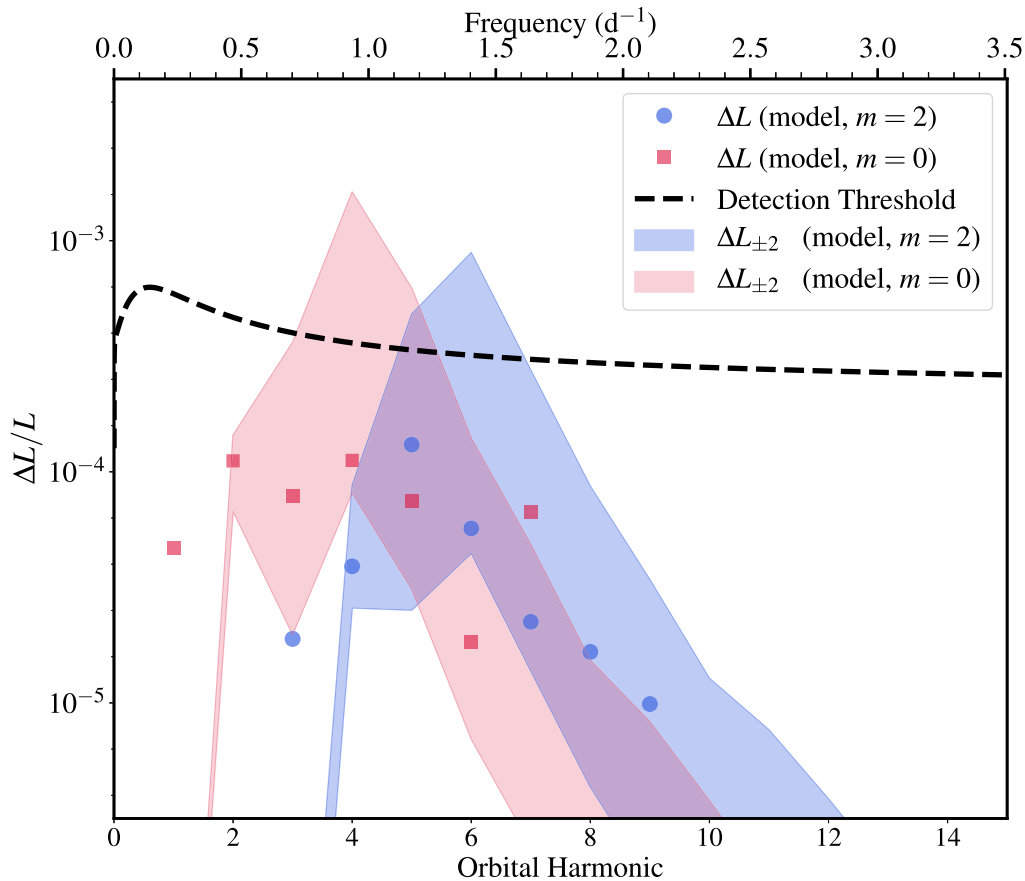 Frequency (d⁻¹)
0.0 0.5 1.0 1.5 2.0 2.5 3.0 3.5
ΔL (model, m = 2)
ΔL (model, m = 0)
Detection Threshold
ΔL±2 (model, m = 2)
ΔL±2 (model, m = 0)
10⁻³
10⁻⁴
10⁻⁵
ΔL/L
0 2 4 6 8 10 12 14
Orbital Harmonic